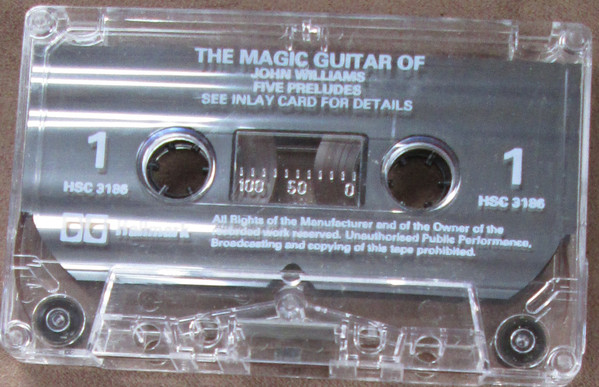 THE MAGIC GUITAR OF
JOHN WILLIAMS
FIVE PRELUDES
SEE INLAY CARD FOR DETAILS
1
1
HSC 3186
HSC 3186
100 50 0
All Rights of the Manufacturer and of the Owner of the
recorded work reserved. Unauthorised Public Performance,
Broadcasting and copying of this tape prohibited.